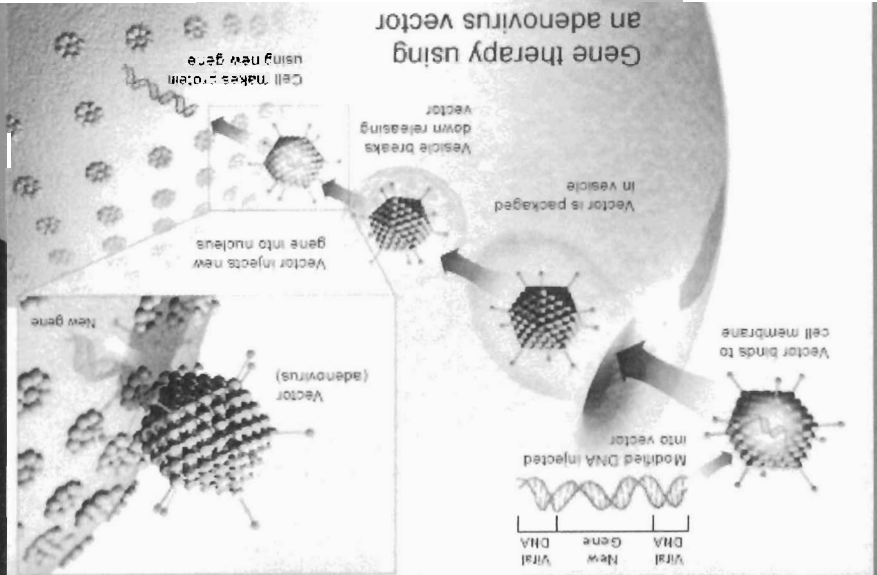 Viral
DNA
New
Gene
Viral
DNA
Modified DNA injected
into vector
Vector binds to
cell membrane
Vector is packaged
in vesicle
Vesicle breaks
down releasing
vector
Vector injects new
gene into nucleus
Cell makes protein
using new gene
Vector
(adenovirus)
New gene
Gene therapy using
an adenovirus vector